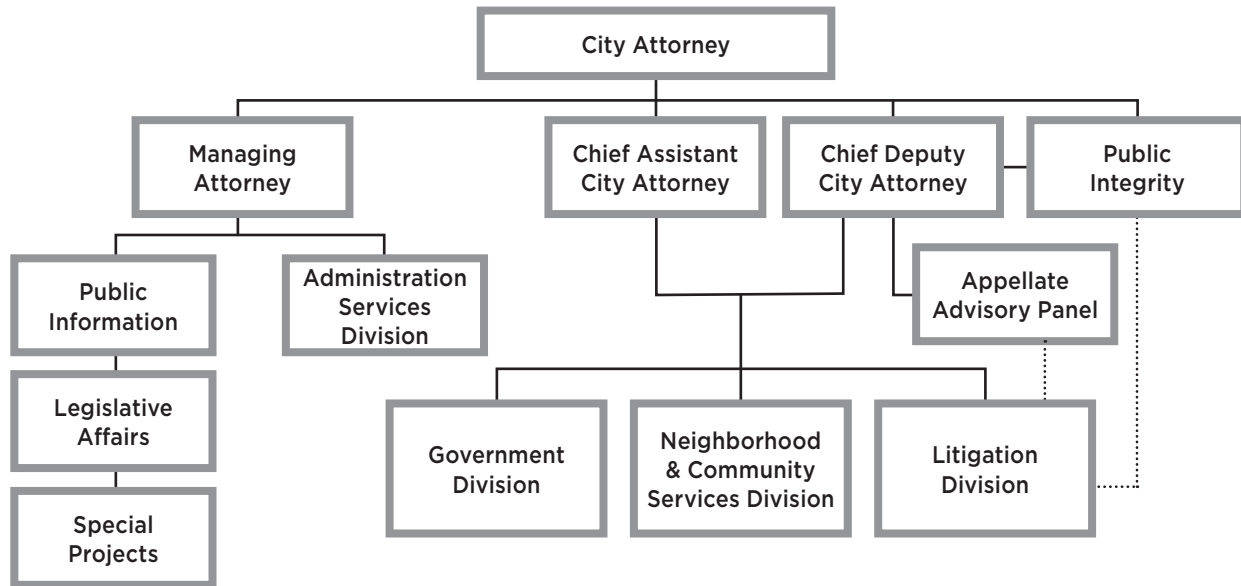 City Attorney
Managing
Attorney
Chief Assistant
City Attorney
Chief Deputy
City Attorney
Public
Integrity
Public
Information
Administration
Services
Division
Appellate
Advisory Panel
Legislative
Affairs
Government
Division
Neighborhood
& Community
Services Division
Litigation
Division
Special
Projects